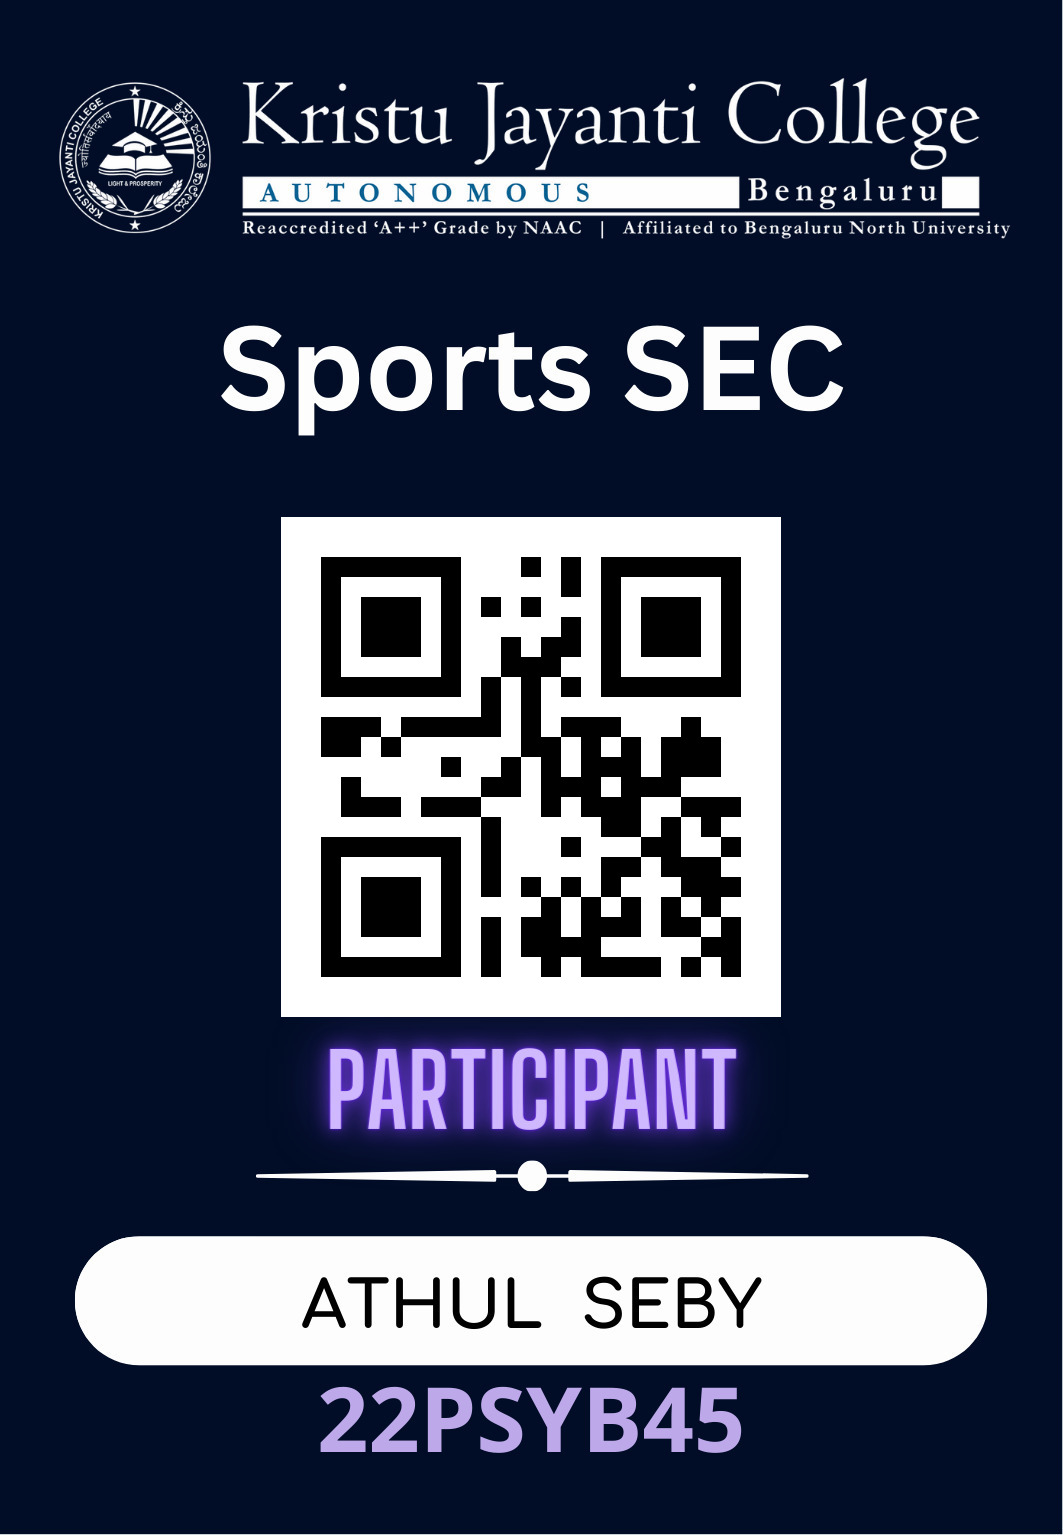 KRISTU JAYANTI COLLEGE
ಕ್ರಿಸ್ತು ಜಯಂತಿ ಕಾಲೇಜು
LIGHT & PROSPERITY
Kristu Jayanti College
AUTONOMOUS Bengaluru
Reaccredited ‘A++’ Grade by NAAC | Affiliated to Bengaluru North University
Sports SEC
PARTICIPANT
ATHUL SEBY
22PSYB45